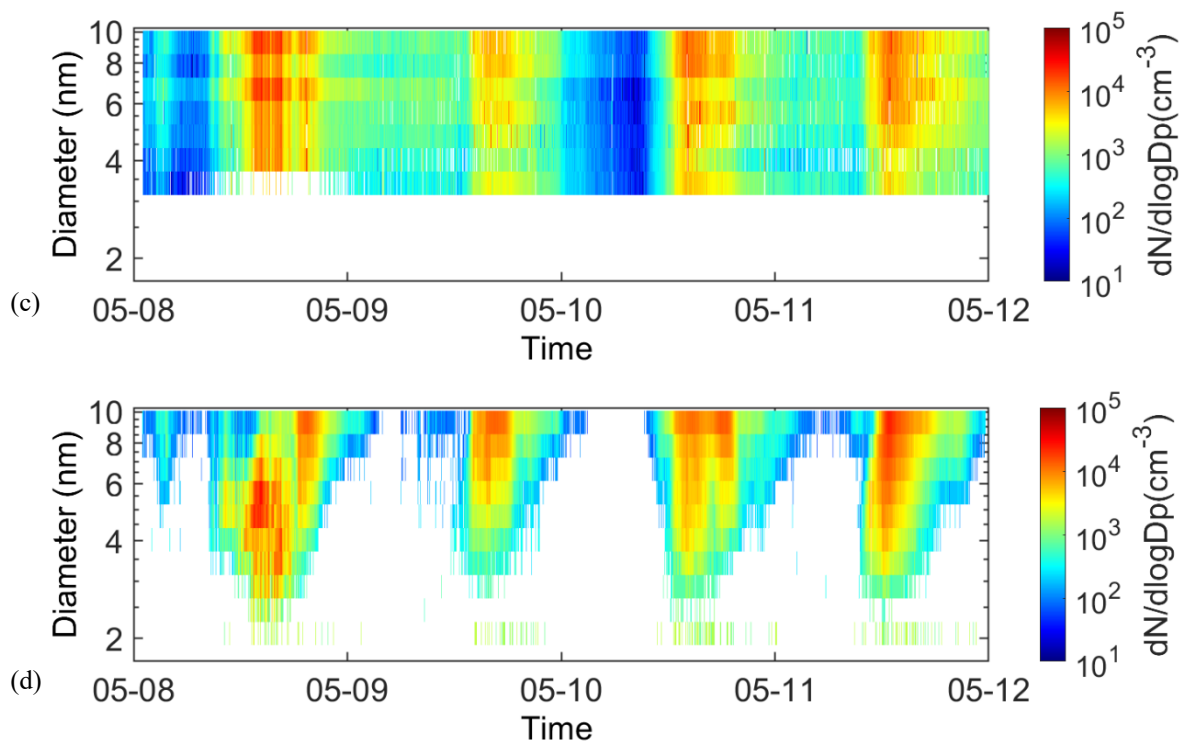 10
8
6
4
2
Diameter (nm)
(c)
05-08 05-09 05-10 05-11 05-12
Time
10^5
10^4
10^3
10^2
10^1
dN/dlogDp(cm^-3)
10
8
6
4
2
Diameter (nm)
(d)
05-08 05-09 05-10 05-11 05-12
Time
10^5
10^4
10^3
10^2
10^1
dN/dlogDp(cm^-3)